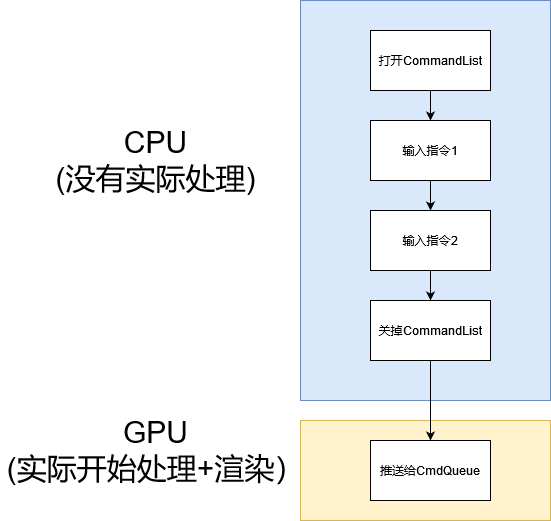 CPU
(没有实际处理)
打开CommandList
输入指令1
输入指令2
关掉CommandList
GPU
(实际开始处理+渲染）
推送给CmdQueue